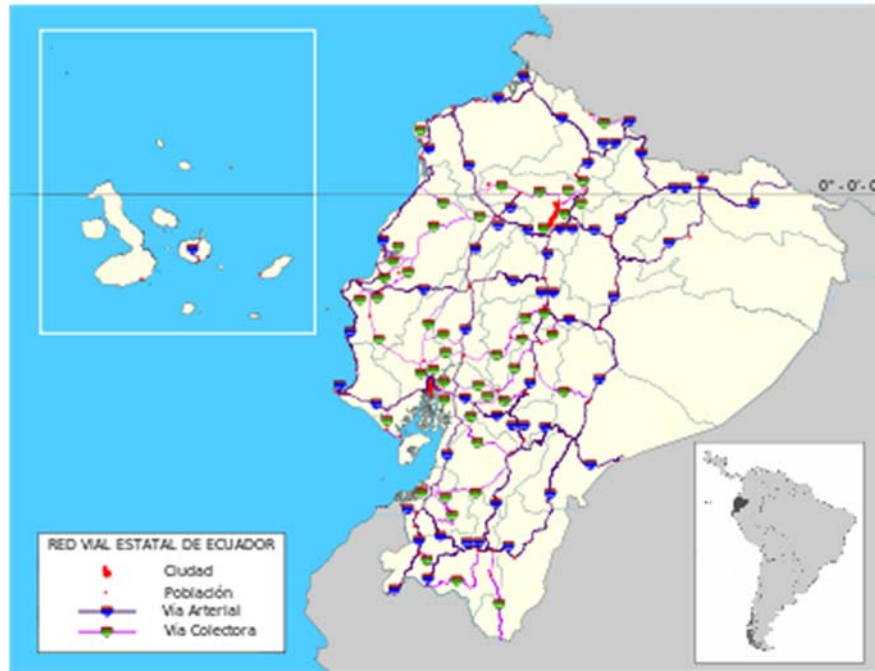 0° - 0'- 0
RED VIAL ESTATAL DE ECUADOR
Ciudad
Población
Vía Arterial
Vía Colectora